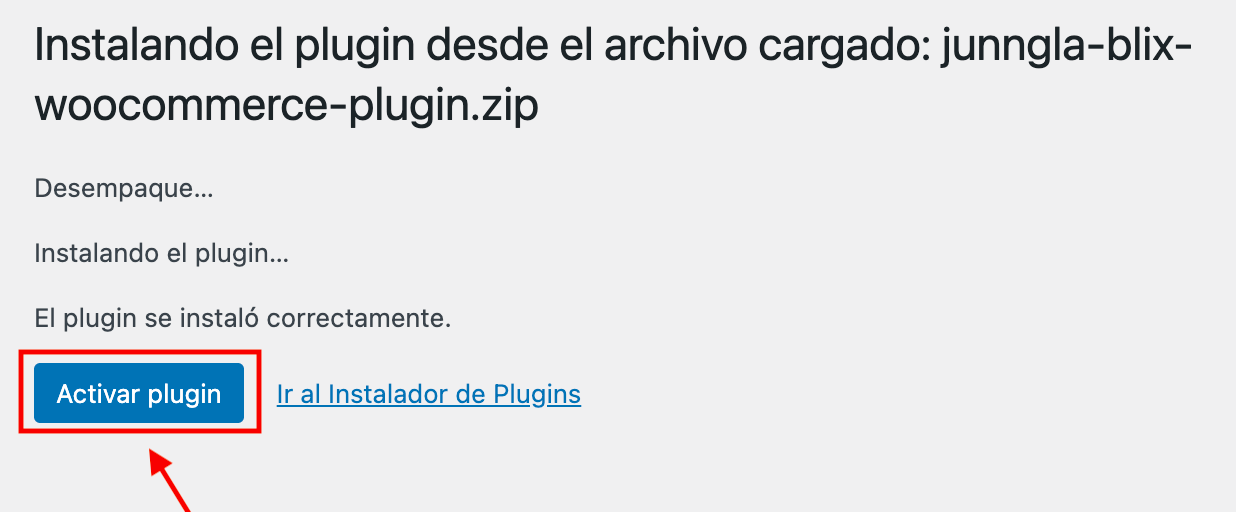 Instalando el plugin desde el archivo cargado: junngla-blix-
woocommerce-plugin.zip
Desempaque...
Instalando el plugin...
El plugin se instaló correctamente.
Activar plugin Ir al Instalador de Plugins